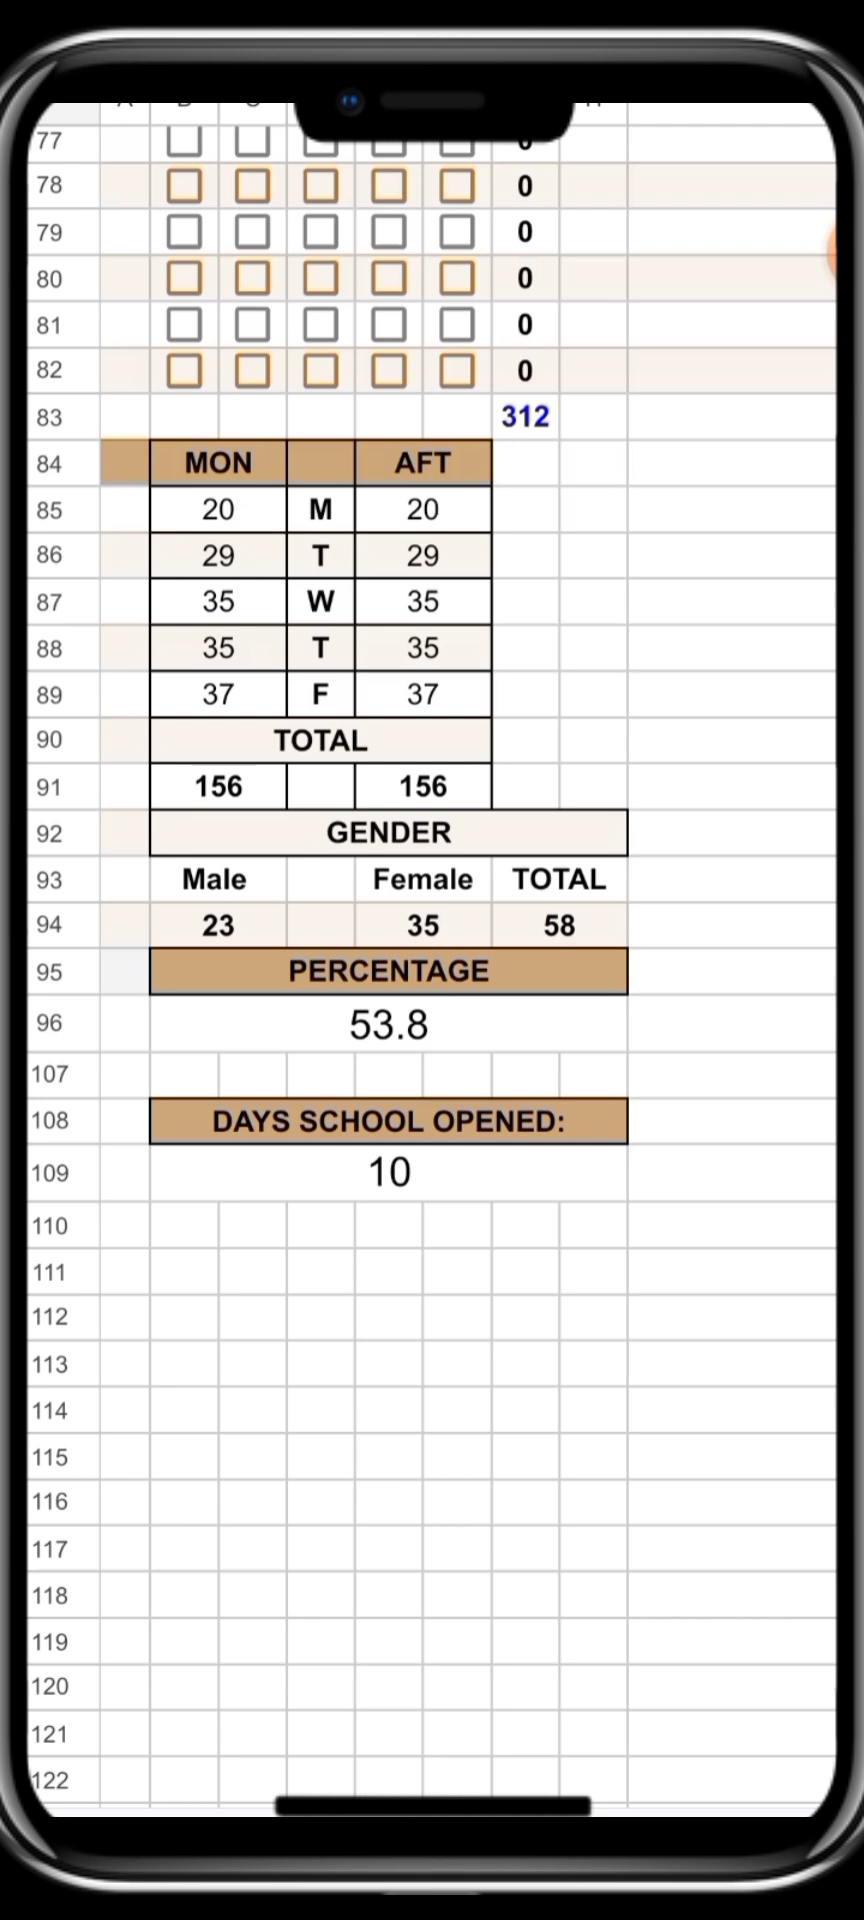 77
78 0
79 0
80 0
81 0
82 0
83 312
84 MON AFT
85 20 M 20
86 29 T 29
87 35 W 35
88 35 T 35
89 37 F 37
90 TOTAL
91 156 156
92 GENDER
93 Male Female TOTAL
94 23 35 58
95 PERCENTAGE
96 53.8
107
108 DAYS SCHOOL OPENED:
109 10
110
111
112
113
114
115
116
117
118
119
120
121
122